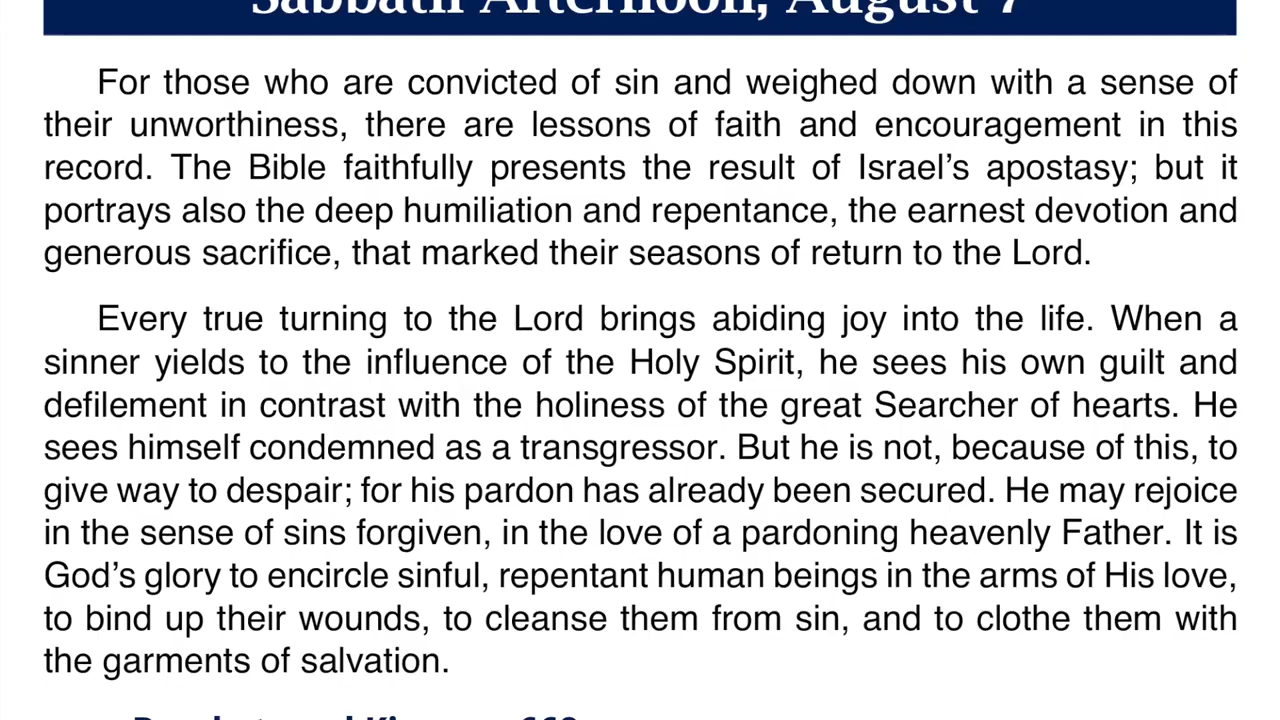 Sabbath Afternoon, August 7
For those who are convicted of sin and weighed down with a sense of
their unworthiness, there are lessons of faith and encouragement in this
record. The Bible faithfully presents the result of Israel’s apostasy; but it
portrays also the deep humiliation and repentance, the earnest devotion and
generous sacrifice, that marked their seasons of return to the Lord.
Every true turning to the Lord brings abiding joy into the life. When a
sinner yields to the influence of the Holy Spirit, he sees his own guilt and
defilement in contrast with the holiness of the great Searcher of hearts. He
sees himself condemned as a transgressor. But he is not, because of this, to
give way to despair; for his pardon has already been secured. He may rejoice
in the sense of sins forgiven, in the love of a pardoning heavenly Father. It is
God’s glory to encircle sinful, repentant human beings in the arms of His love,
to bind up their wounds, to cleanse them from sin, and to clothe them with
the garments of salvation.